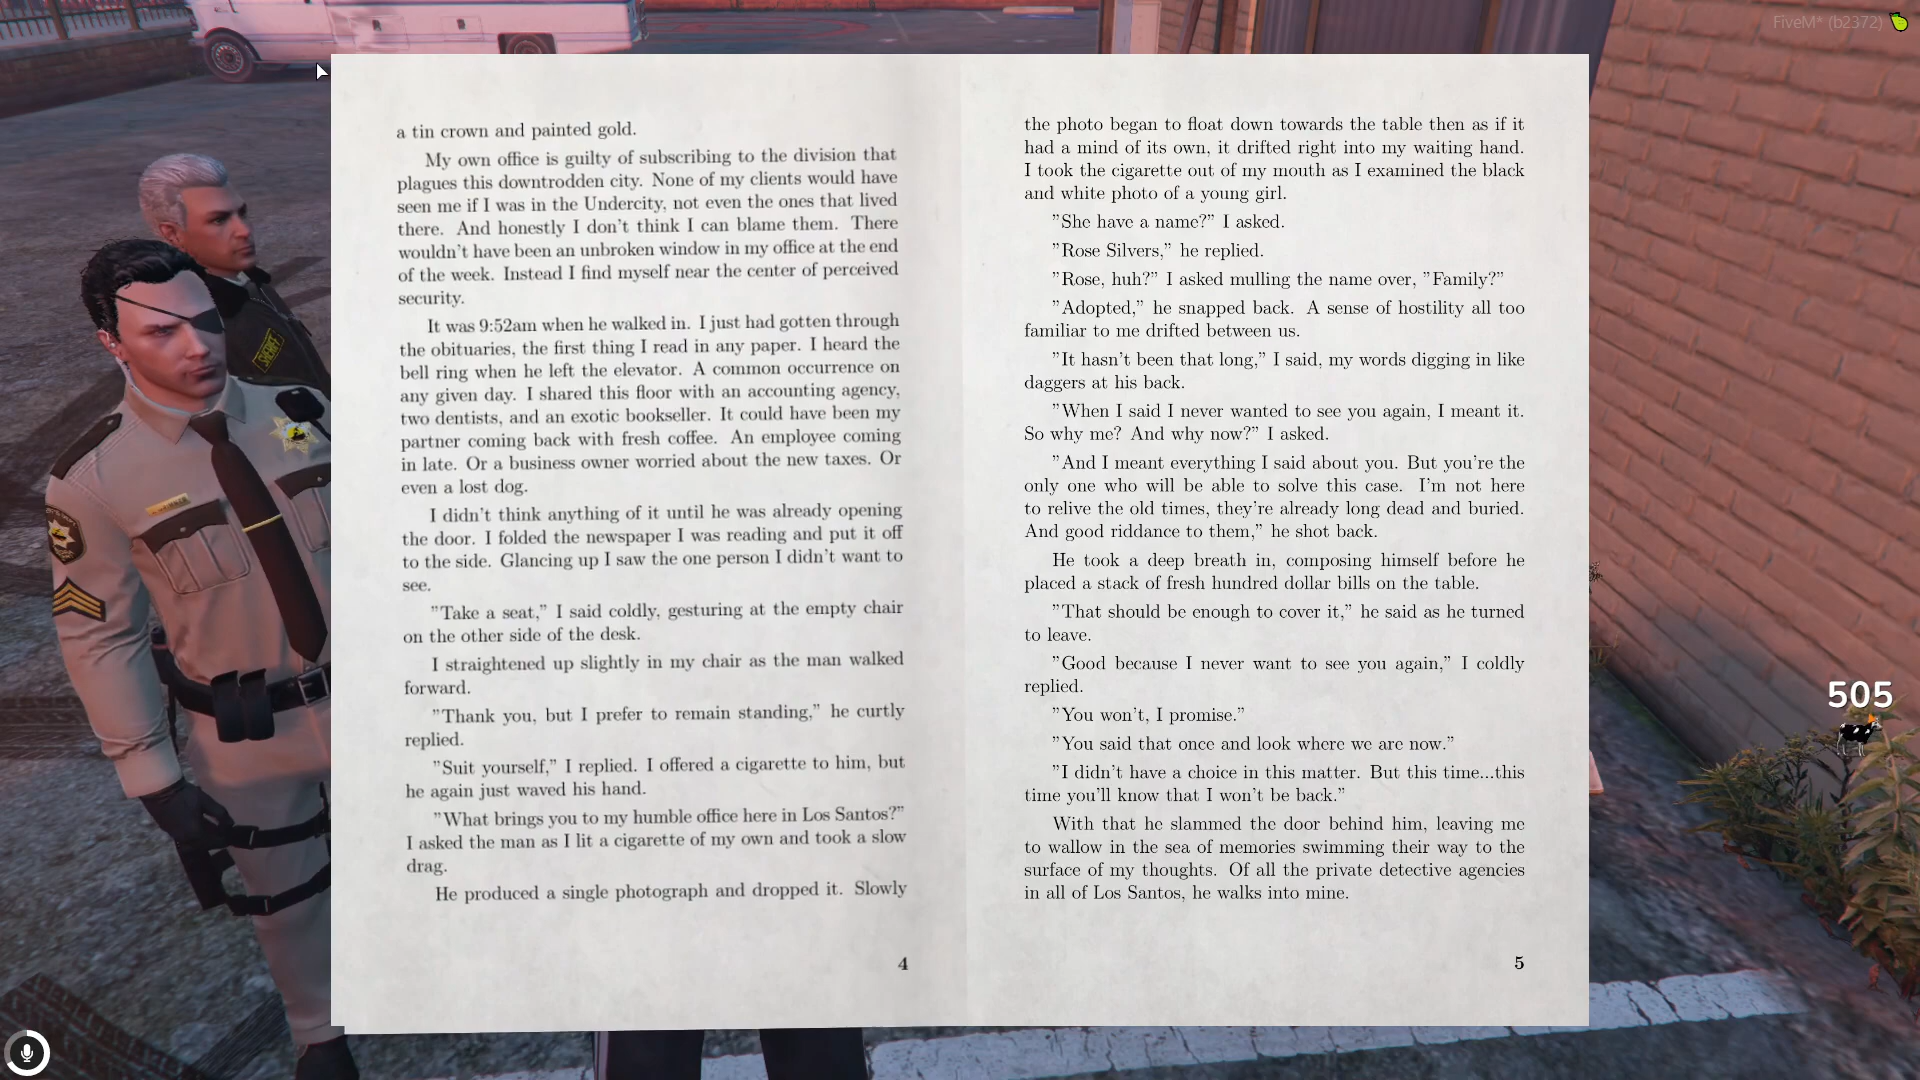 FiveM* (b2372)
a tin crown and painted gold.
My own office is guilty of subscribing to the division that
plagues this downtrodden city. None of my clients would have
seen me if I was in the Undercity, not even the ones that lived
there. And honestly I don't think I can blame them. There
wouldn't have been an unbroken window in my office at the end
of the week. Instead I find myself near the center of perceived
security.
It was 9:52am when he walked in. I just had gotten through
the obituaries, the first thing I read in any paper. I heard the
bell ring when he left the elevator. A common occurrence on
any given day. I shared this floor with an accounting agency,
two dentists, and an exotic bookseller. It could have been my
partner coming back with fresh coffee. An employee coming
in late. Or a business owner worried about the new taxes. Or
even a lost dog.
I didn't think anything of it until he was already opening
the door. I folded the newspaper I was reading and put it off
to the side. Glancing up I saw the one person I didn't want to
see.
”Take a seat,” I said coldly, gesturing at the empty chair
on the other side of the desk.
I straightened up slightly in my chair as the man walked
forward.
”Thank you, but I prefer to remain standing,” he curtly
replied.
”Suit yourself,” I replied. I offered a cigarette to him, but
he again just waved his hand.
”What brings you to my humble office here in Los Santos?”
I asked the man as I lit a cigarette of my own and took a slow
drag.
He produced a single photograph and dropped it. Slowly
4
the photo began to float down towards the table then as if it
had a mind of its own, it drifted right into my waiting hand.
I took the cigarette out of my mouth as I examined the black
and white photo of a young girl.
”She have a name?” I asked.
”Rose Silvers,” he replied.
”Rose, huh?” I asked mulling the name over, ”Family?”
”Adopted,” he snapped back. A sense of hostility all too
familiar to me drifted between us.
”It hasn't been that long,” I said, my words digging in like
daggers at his back.
”When I said I never wanted to see you again, I meant it.
So why me? And why now?” I asked.
”And I meant everything I said about you. But you're the
only one who will be able to solve this case. I'm not here
to relive the old times, they're already long dead and buried.
And good riddance to them,” he shot back.
He took a deep breath in, composing himself before he
placed a stack of fresh hundred dollar bills on the table.
”That should be enough to cover it,” he said as he turned
to leave.
”Good because I never want to see you again,” I coldly
replied.
”You won't, I promise.”
”You said that once and look where we are now.”
”I didn't have a choice in this matter. But this time...this
time you'll know that I won't be back.”
With that he slammed the door behind him, leaving me
to wallow in the sea of memories swimming their way to the
surface of my thoughts. Of all the private detective agencies
in all of Los Santos, he walks into mine.
5
SHERIFF
505